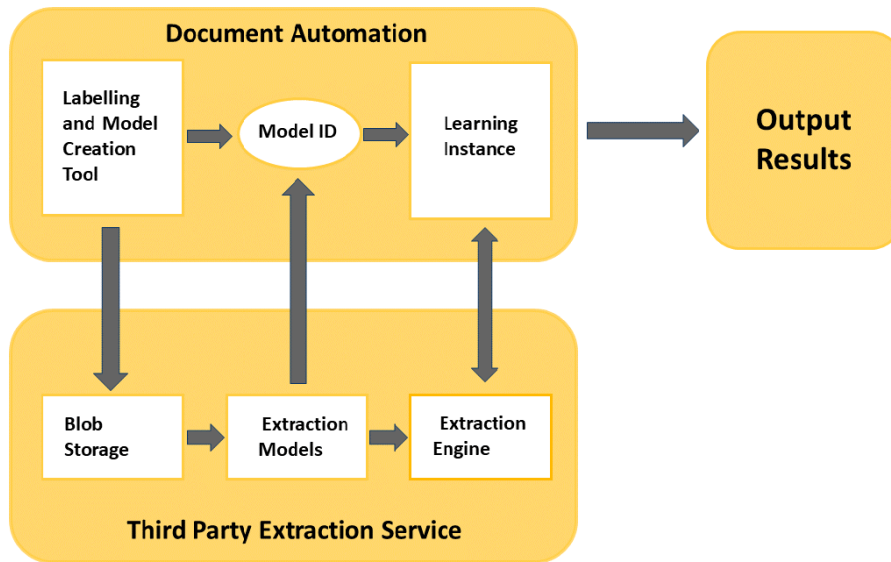 Document Automation
Labelling
and Model
Creation
Tool
Model ID
Learning
Instance
Output
Results
Blob
Storage
Extraction
Models
Extraction
Engine
Third Party Extraction Service